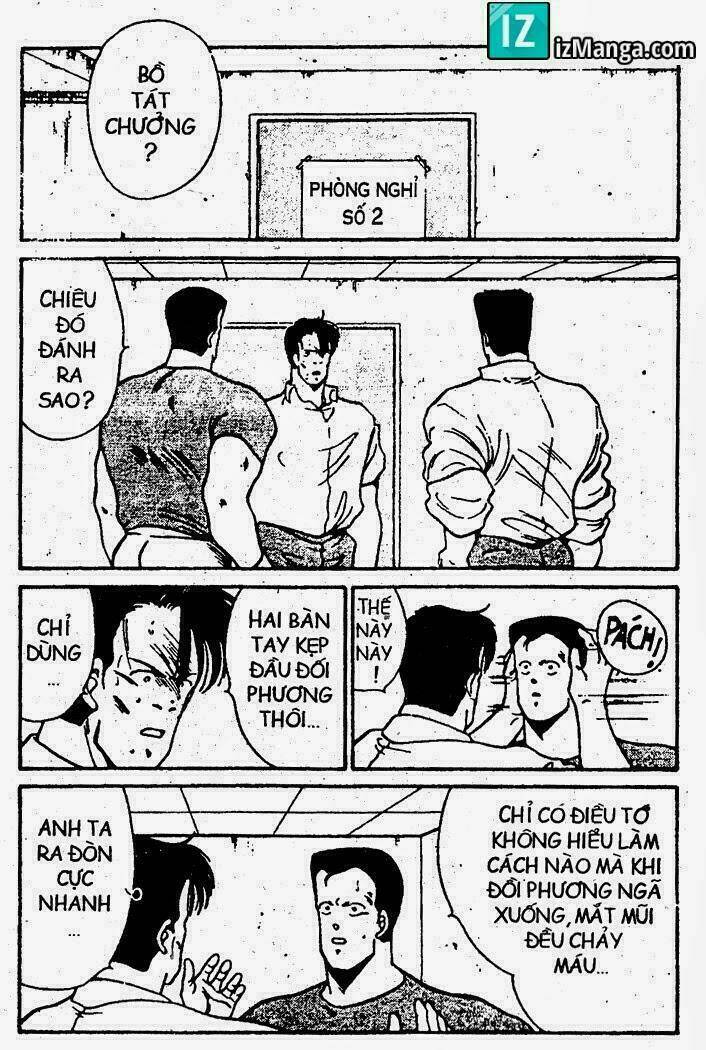 IZ
izManga.com
BỒ
TÁT
CHƯỞNG
?
PHÒNG NGHỈ
SỐ 2
CHIÊU
ĐÓ
ĐÁNH
RA
SAO?
CHỈ
DÙNG
...
HAI BÀN
TAY KẸP
ĐẦU ĐỐI
PHƯƠNG
THÔI...
THẾ
NÀY
NÀY
!
PÁCH!
ANH TA
RA ĐÒN
CỰC
NHANH
...
CHỈ CÓ ĐIỀU TỚ
KHÔNG HIỂU LÀM
CÁCH NÀO MÀ KHI
ĐỐI PHƯƠNG NGÃ
XUỐNG, MẮT MŨI
ĐỀU CHẢY
MÁU...